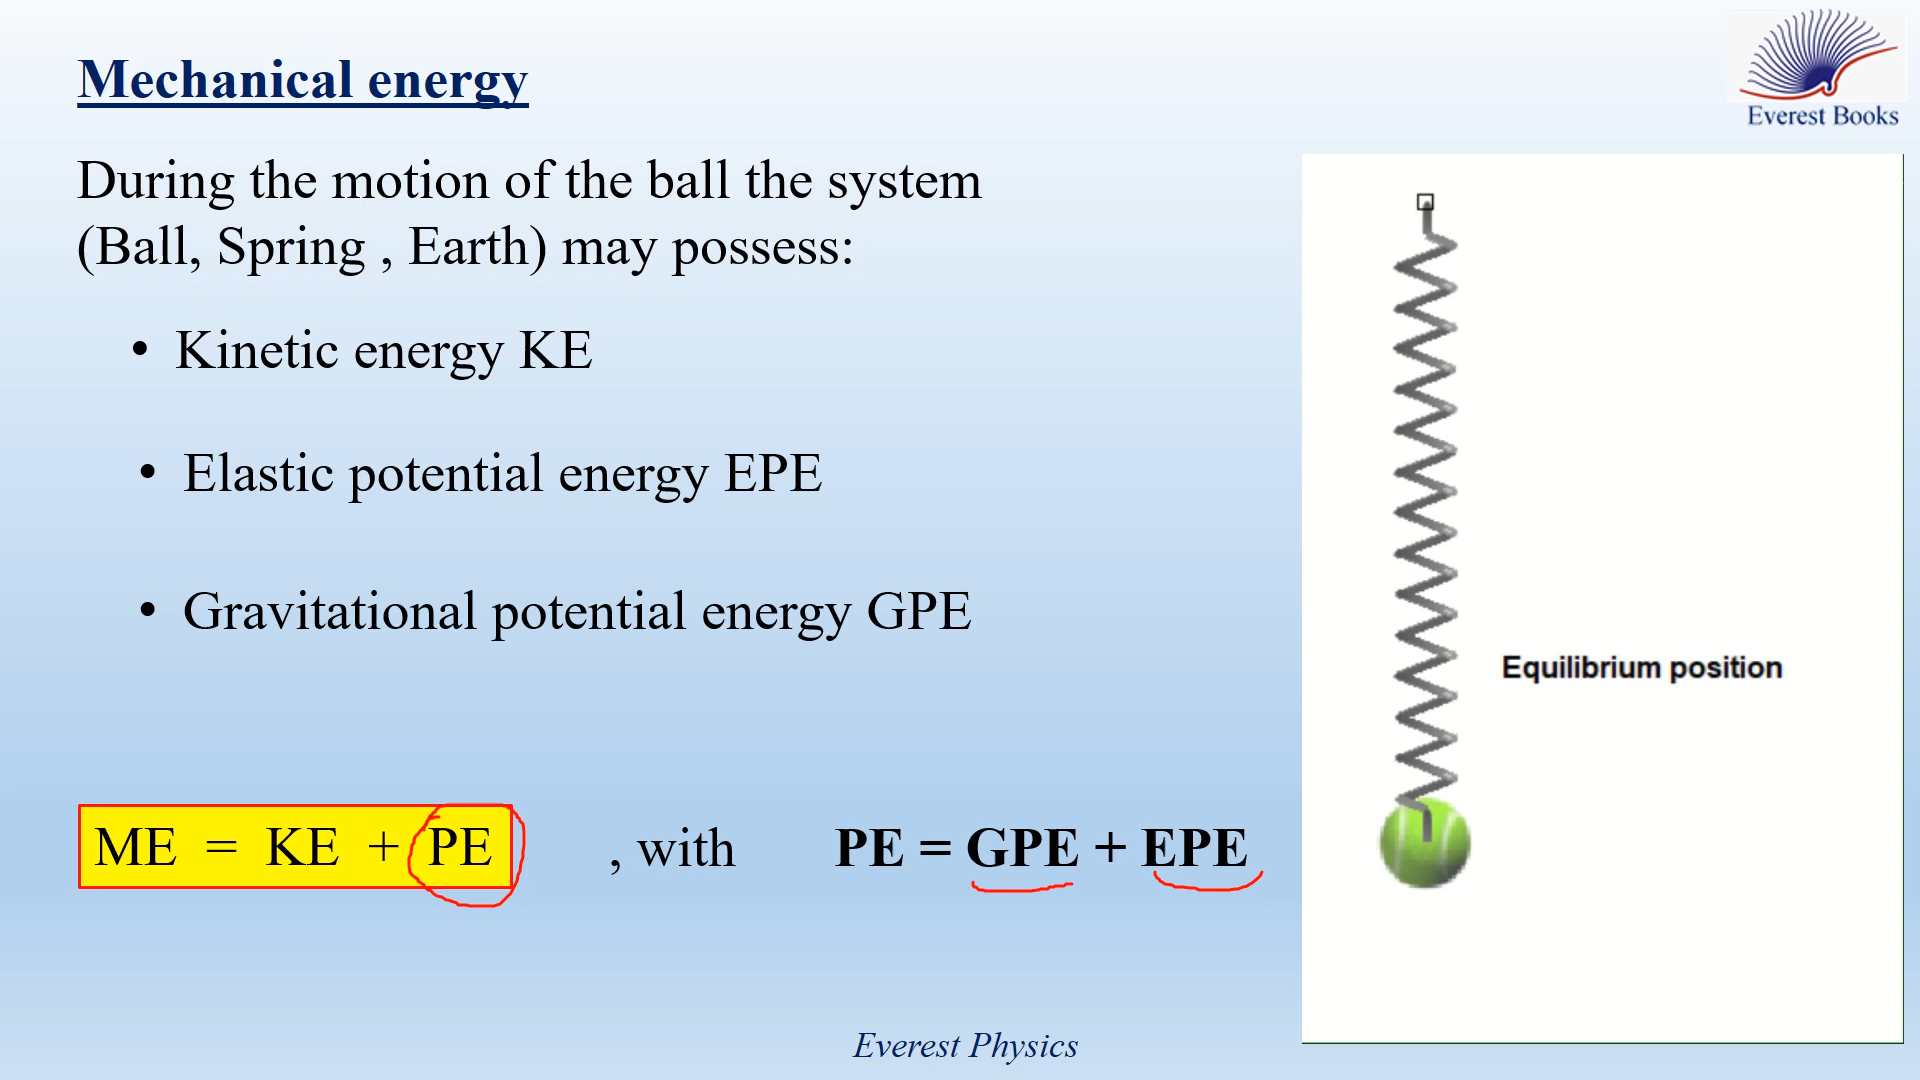 Mechanical energy
Everest Books
During the motion of the ball the system
(Ball, Spring , Earth) may possess:
• Kinetic energy KE
• Elastic potential energy EPE
• Gravitational potential energy GPE
Equilibrium position
ME = KE + PE , with PE = GPE + EPE
Everest Physics